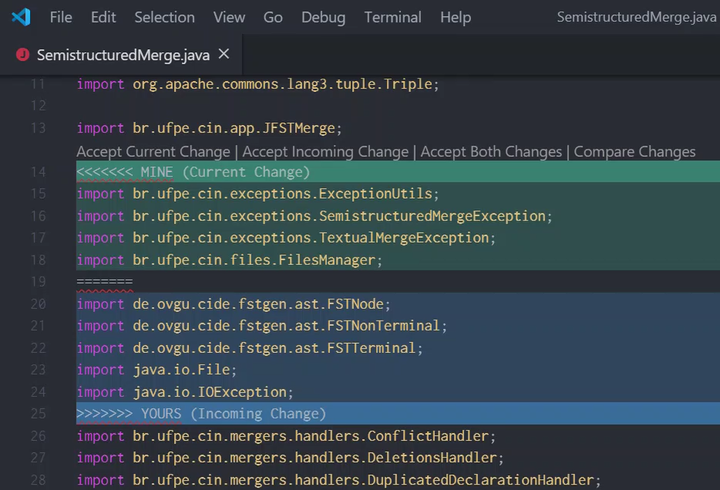 File Edit Selection View Go Debug Terminal Help SemistructuredMerge.java
J SemistructuredMerge.java ×
11 import org.apache.commons.lang3.tuple.Triple;
12
13 import br.ufpe.cin.app.JFSTMerge;
Accept Current Change | Accept Incoming Change | Accept Both Changes | Compare Changes
14 <<<<<<< MINE (Current Change)
15 import br.ufpe.cin.exceptions.ExceptionUtils;
16 import br.ufpe.cin.exceptions.SemistructuredMergeException;
17 import br.ufpe.cin.exceptions.TextualMergeException;
18 import br.ufpe.cin.files.FilesManager;
19 =======
20 import de.ovgu.cide.fstgen.ast.FSTNode;
21 import de.ovgu.cide.fstgen.ast.FSTNonTerminal;
22 import de.ovgu.cide.fstgen.ast.FSTTerminal;
23 import java.io.File;
24 import java.io.IOException;
25 >>>>>>> YOURS (Incoming Change)
26 import br.ufpe.cin.mergers.handlers.ConflictHandler;
27 import br.ufpe.cin.mergers.handlers.DeletionsHandler;
28 import br.ufpe.cin.mergers.handlers.DuplicatedDeclarationHandler;